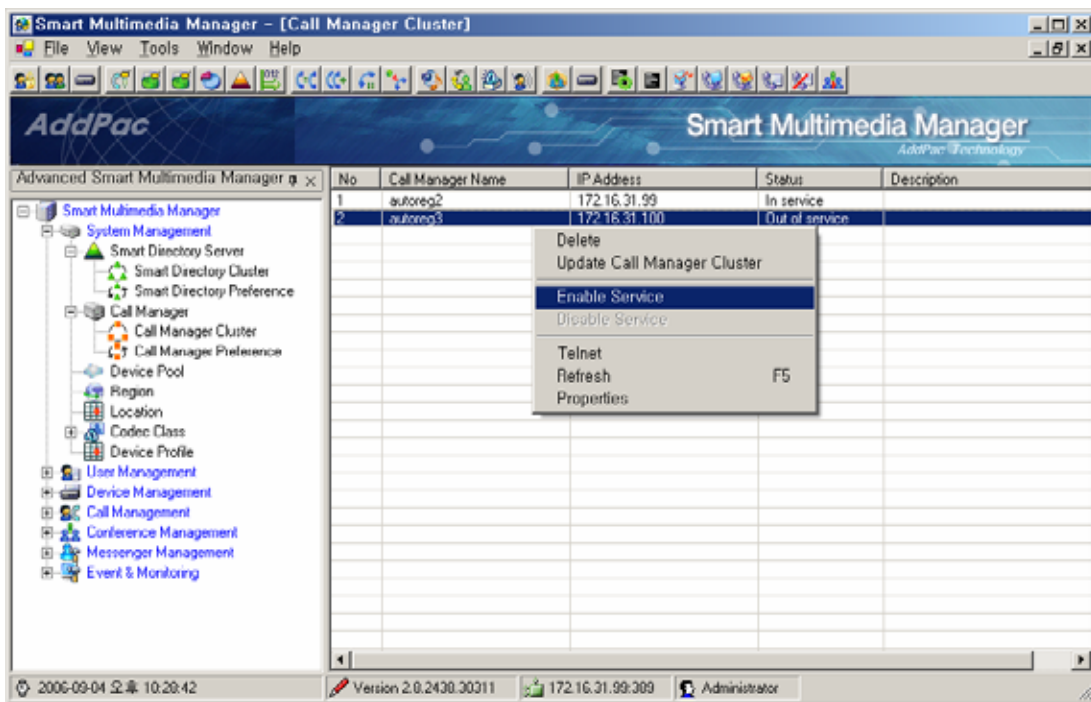 Smart Multimedia Manager - [Call Manager Cluster]
File View Tools Window Help
AddPac
Smart Multimedia Manager
AddPac Technology
Advanced Smart Multimedia Manager
No Call Manager Name IP Address Status Description
1 autoreg2 172.16.31.99 In service
2 autoreg3 172.16.31.100 Out of service
Smart Multimedia Manager
System Management
Smart Directory Server
Smart Directory Cluster
Smart Directory Preference
Call Manager
Call Manager Cluster
Call Manager Preference
Device Pool
Region
Location
Codec Class
Device Profile
User Management
Device Management
Call Management
Conference Management
Messenger Management
Event & Monitoring
Delete
Update Call Manager Cluster
Enable Service
Disable Service
Telnet
Refresh F5
Properties
2006-09-04 오후 10:20:42
Version 2.0.2438.30311
172.16.31.99:309
Administrator